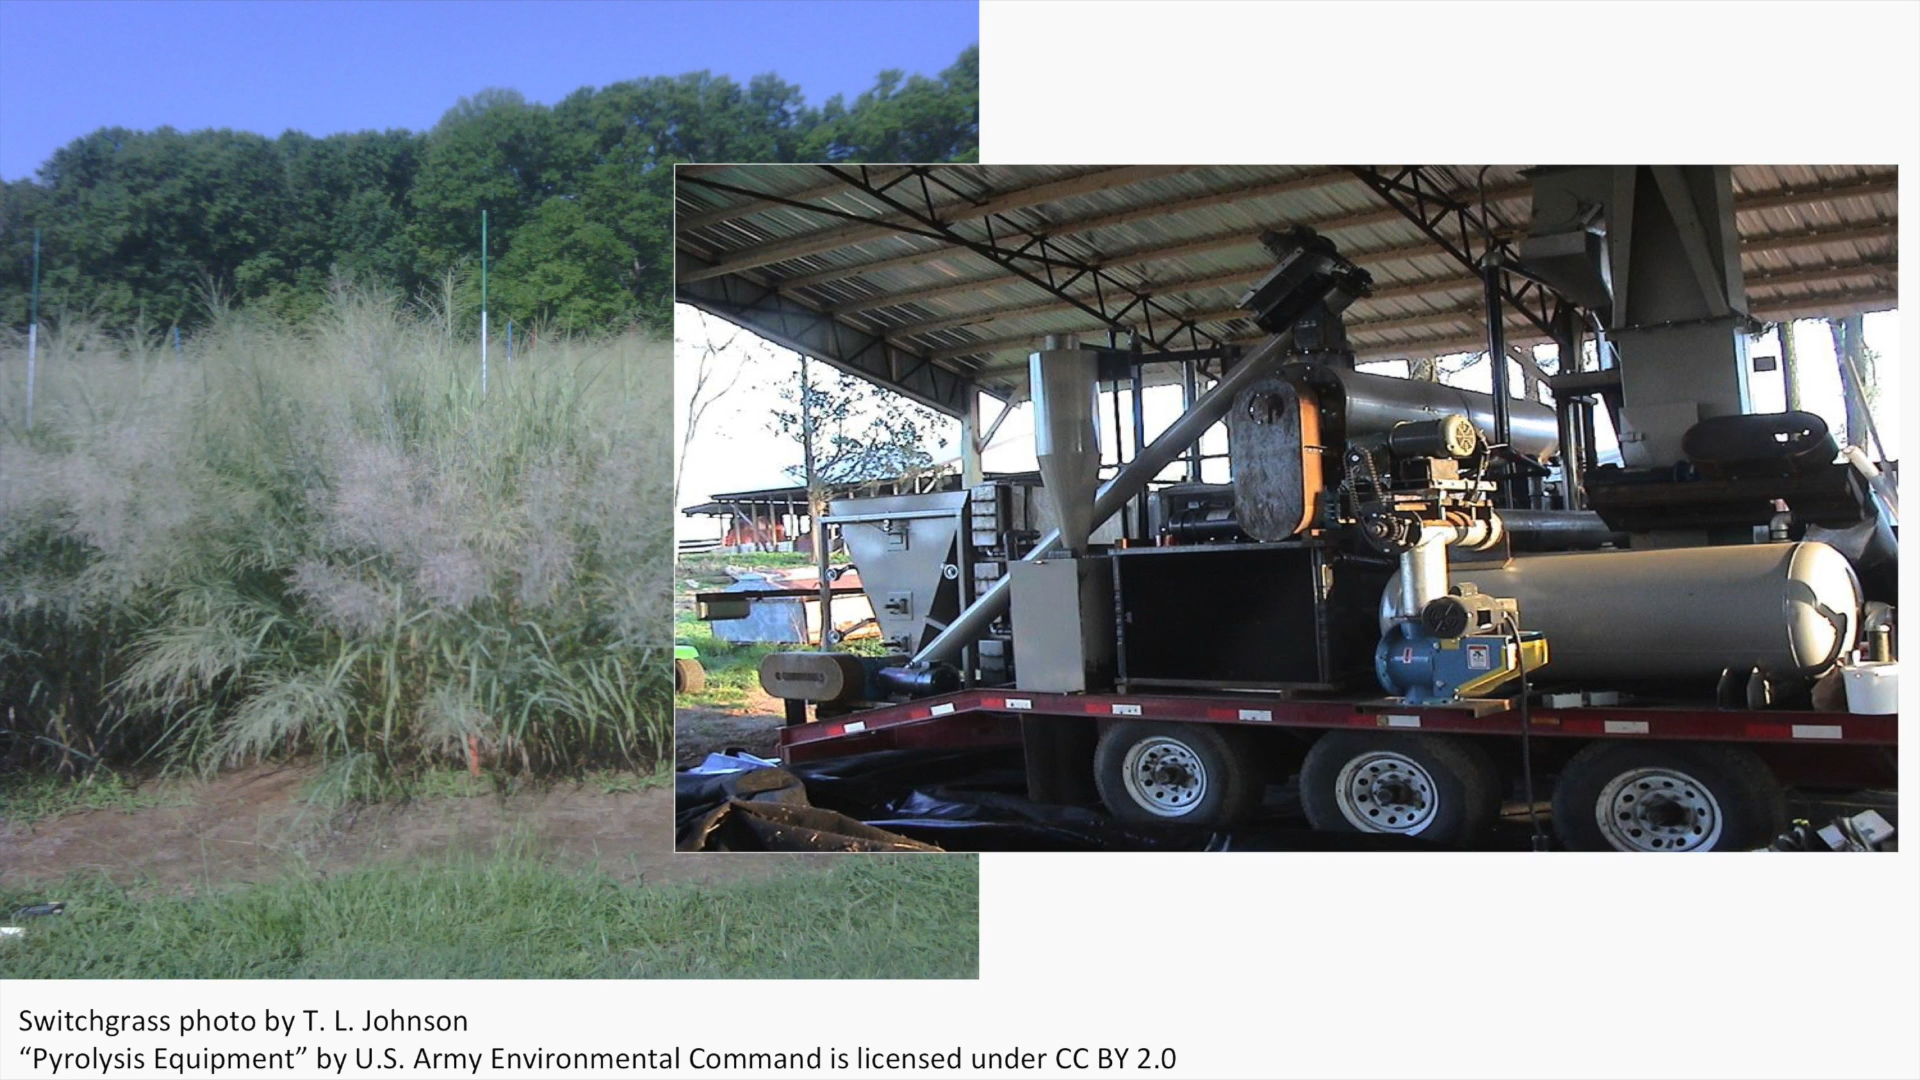 Switchgrass photo by T. L. Johnson
“Pyrolysis Equipment” by U.S. Army Environmental Command is licensed under CC BY 2.0